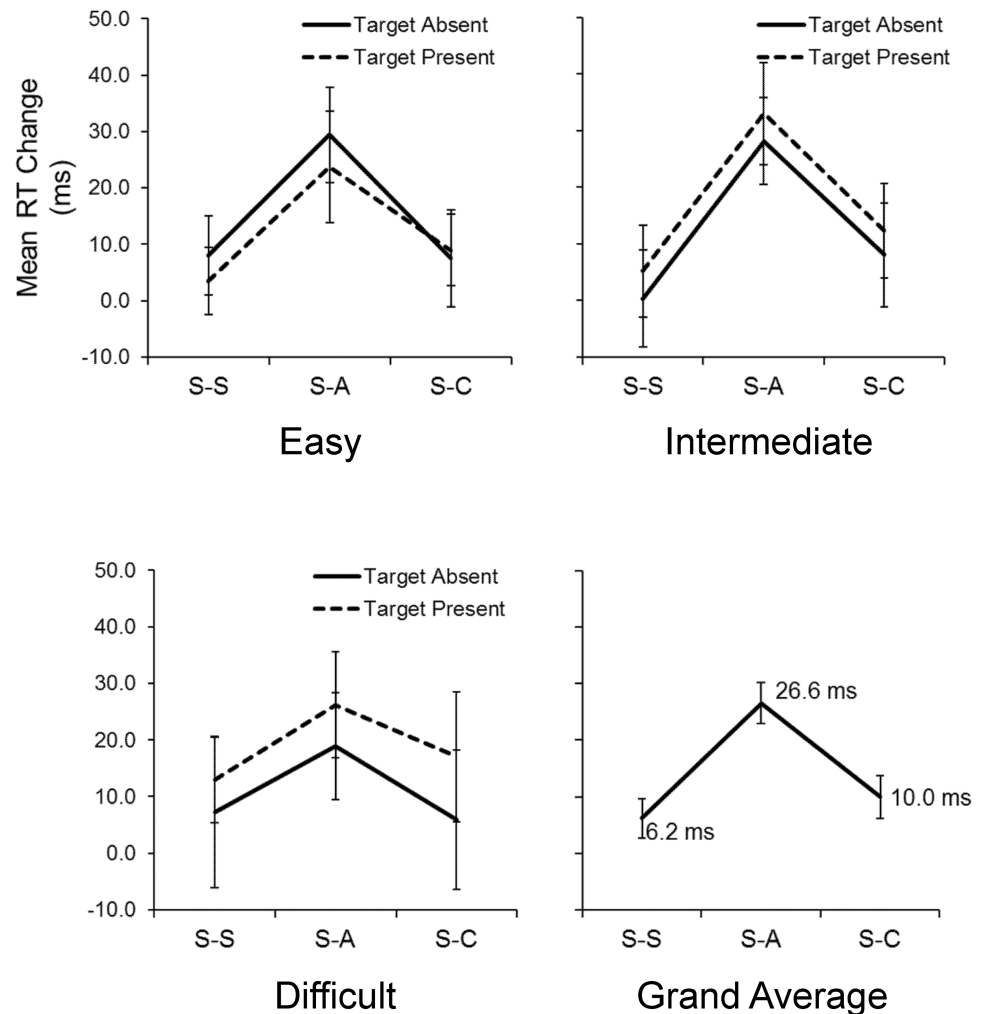 Mean RT Change
(ms)
50.0
40.0
30.0
20.0
10.0
0.0
-10.0
Target Absent
Target Present
S-S
S-A
S-C
Easy
Target Absent
Target Present
S-S
S-A
S-C
Intermediate
50.0
40.0
30.0
20.0
10.0
0.0
-10.0
Target Absent
Target Present
S-S
S-A
S-C
Difficult
26.6 ms
10.0 ms
6.2 ms
S-S
S-A
S-C
Grand Average